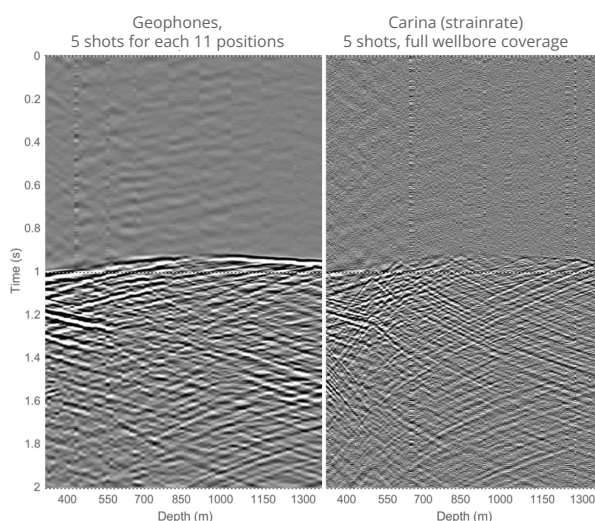 Geophones,
5 shots for each 11 positions
Carina (strainrate)
5 shots, full wellbore coverage
0
0.2
0.4
0.6
0.8
1
1.2
1.4
1.6
1.8
2
Time (s)
400 550 700 850 1000 1150 1300
Depth (m)
400 550 700 850 1000 1150 1300
Depth (m)